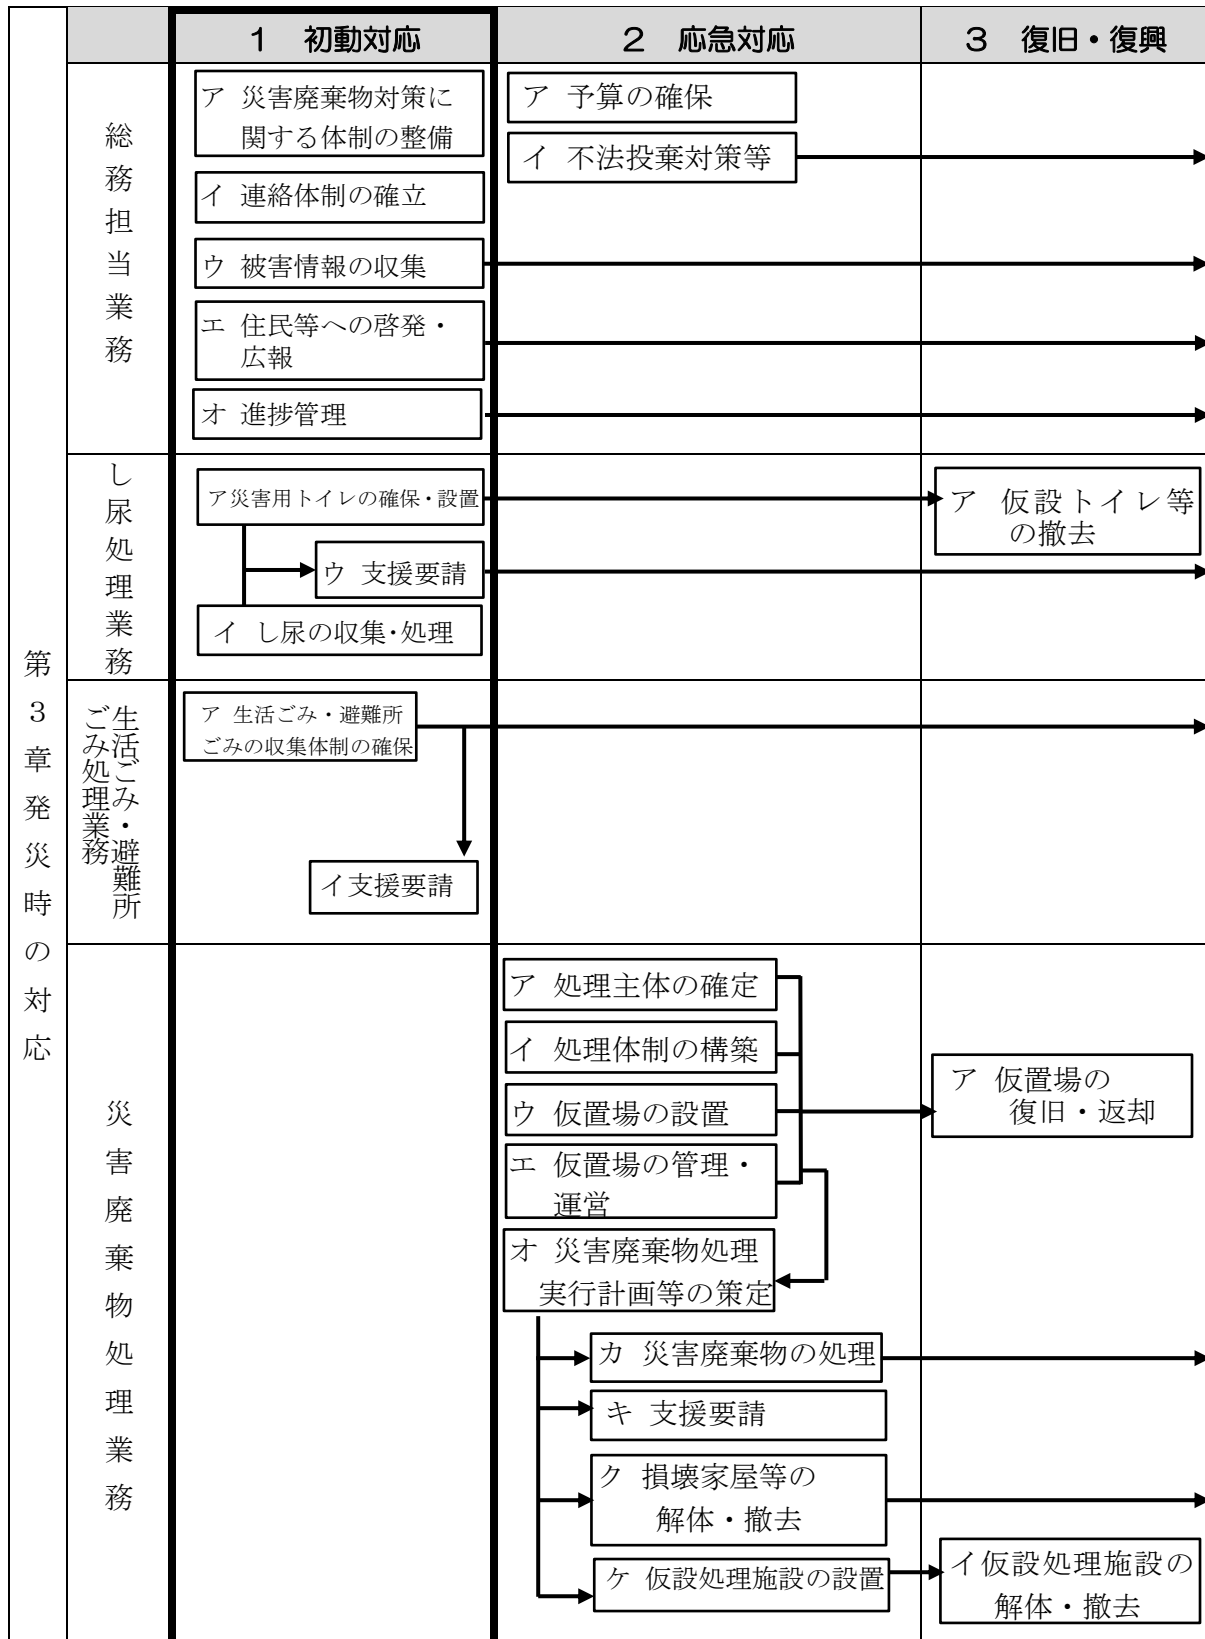 1　初動対応
2　応急対応
3　復旧・復興
第3章発災時の対応
総務担当業務
ア 災害廃棄物対策に
関する体制の整備
イ 連絡体制の確立
ウ 被害情報の収集
エ 住民等への啓発・
広報
オ 進捗管理
ア 予算の確保
イ 不法投棄対策等
し尿処理業務
ア災害用トイレの確保・設置
ウ 支援要請
イ し尿の収集・処理
ア 仮設トイレ等
の撤去
生活ごみ・避難所
ごみ処理業務
ア 生活ごみ・避難所
ごみの収集体制の確保
イ支援要請
災害廃棄物処理業務
ア 処理主体の確定
イ 処理体制の構築
ウ 仮置場の設置
エ 仮置場の管理・
運営
オ 災害廃棄物処理
実行計画等の策定
カ 災害廃棄物の処理
キ 支援要請
ク 損壊家屋等の
解体・撤去
ケ 仮設処理施設の設置
ア 仮置場の
復旧・返却
イ仮設処理施設の
解体・撤去